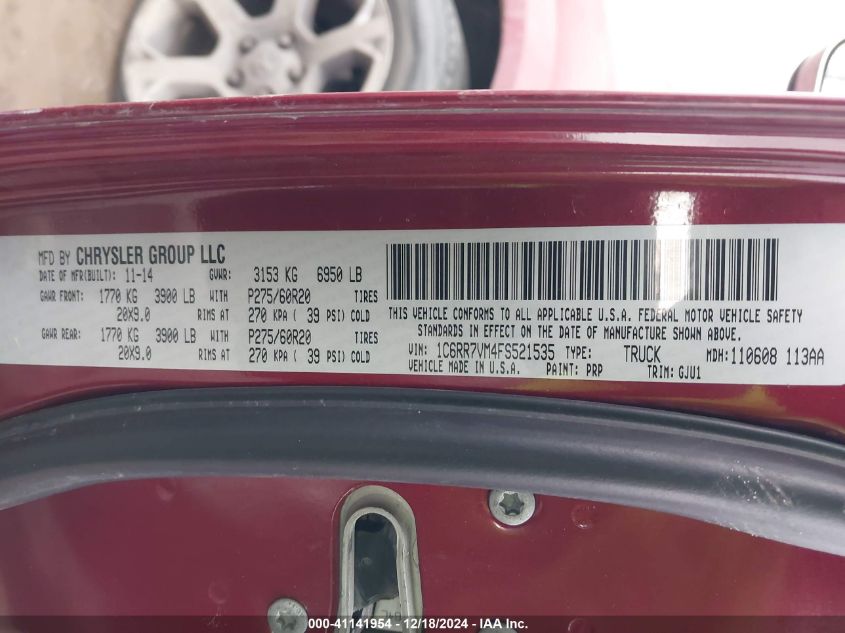 MFD BY CHRYSLER GROUP LLC
DATE OF MFR(BUILT): 11-14 GVWR: 3153 KG 6950 LB
GAWR FRONT: 1770 KG 3900 LB WITH P275/60R20 TIRES
20X9.0 RIMS AT 270 KPA ( 39 PSI) COLD
GAWR REAR: 1770 KG 3900 LB WITH P275/60R20 TIRES
20X9.0 RIMS AT 270 KPA ( 39 PSI) COLD
THIS VEHICLE CONFORMS TO ALL APPLICABLE U.S.A. FEDERAL MOTOR VEHICLE SAFETY
STANDARDS IN EFFECT ON THE DATE OF MANUFACTURE SHOWN ABOVE.
VIN: 1C6RR7VM4FS521535 TYPE: TRUCK MDH: 110608 113AA
VEHICLE MADE IN U.S.A. PAINT: PRP TRIM: GJU1
000-41141954 - 12/18/2024 - IAA Inc.